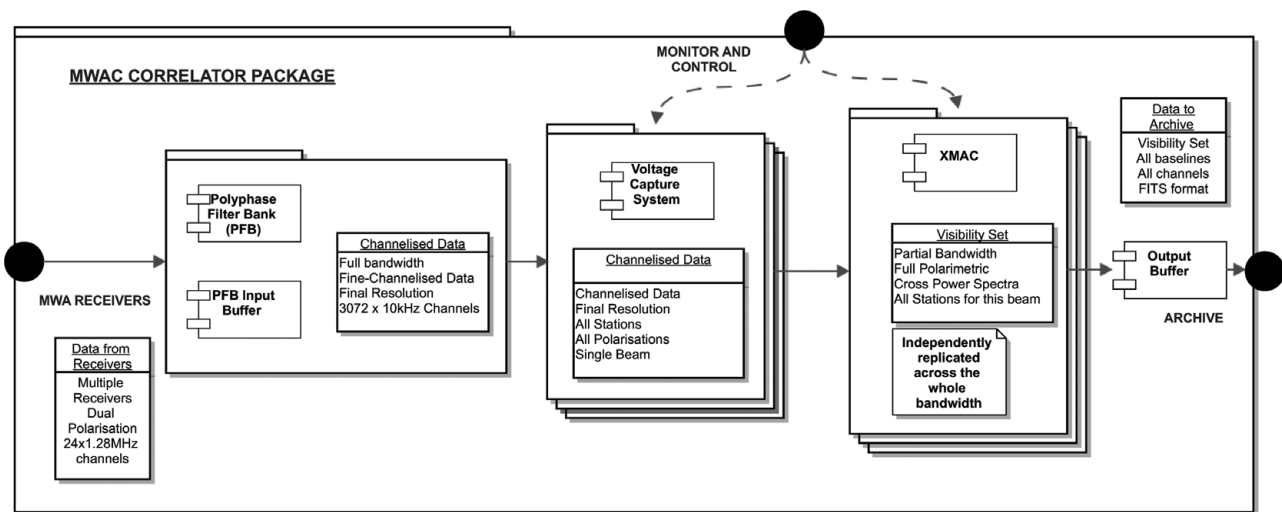 MWAC CORRELATOR PACKAGE
MONITOR AND
CONTROL
MWA RECEIVERS
Data from
Receivers
Multiple
Receivers
Dual
Polarisation
24x1.28MHz
channels
Polyphase
Filter Bank
(PFB)
PFB Input
Buffer
Channelised Data
Full bandwidth
Fine-Channelised Data
Final Resolution
3072 x 10kHz Channels
Voltage
Capture
System
Channelised Data
Channelised Data
Final Resolution
All Stations
All Polarisations
Single Beam
XMAC
Visibility Set
Partial Bandwidth
Full Polarimetric
Cross Power Spectra
All Stations for this beam
Independently
replicated
across the
whole
bandwidth
Data to
Archive
Visibility Set
All baselines
All channels
FITS format
Output
Buffer
ARCHIVE